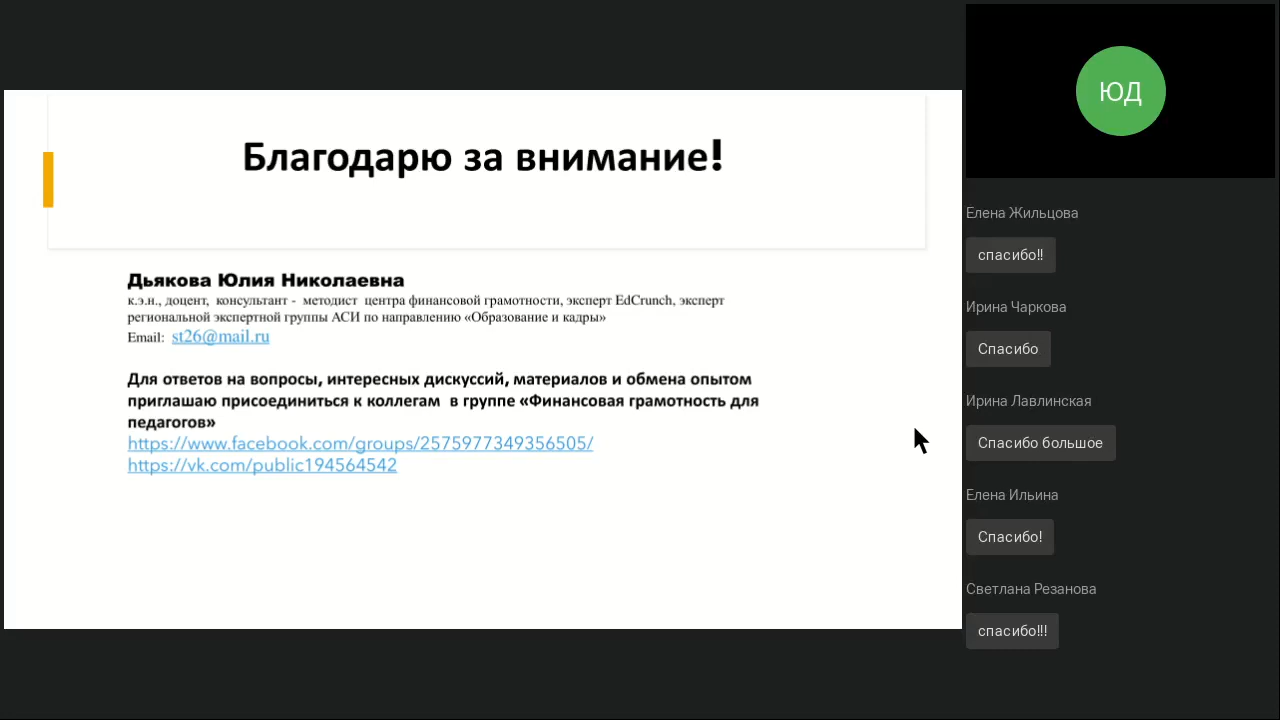 Благодарю за внимание!
Дьякова Юлия Николаевна
к.э.н., доцент, консультант - методист центра финансовой грамотности, эксперт EdCrunch, эксперт
региональной экспертной группы АСИ по направлению «Образование и кадры»
Email: st26@mail.ru
Для ответов на вопросы, интересных дискуссий, материалов и обмена опытом
приглашаю присоединиться к коллегам в группе «Финансовая грамотность для
педагогов»
https://www.facebook.com/groups/2575977349356505/
https://vk.com/public194564542
ЮД
Елена Жильцова
спасибо!!
Ирина Чаркова
Спасибо
Ирина Лавлинская
Спасибо большое
Елена Ильина
Спасибо!
Светлана Резанова
спасибо!!!